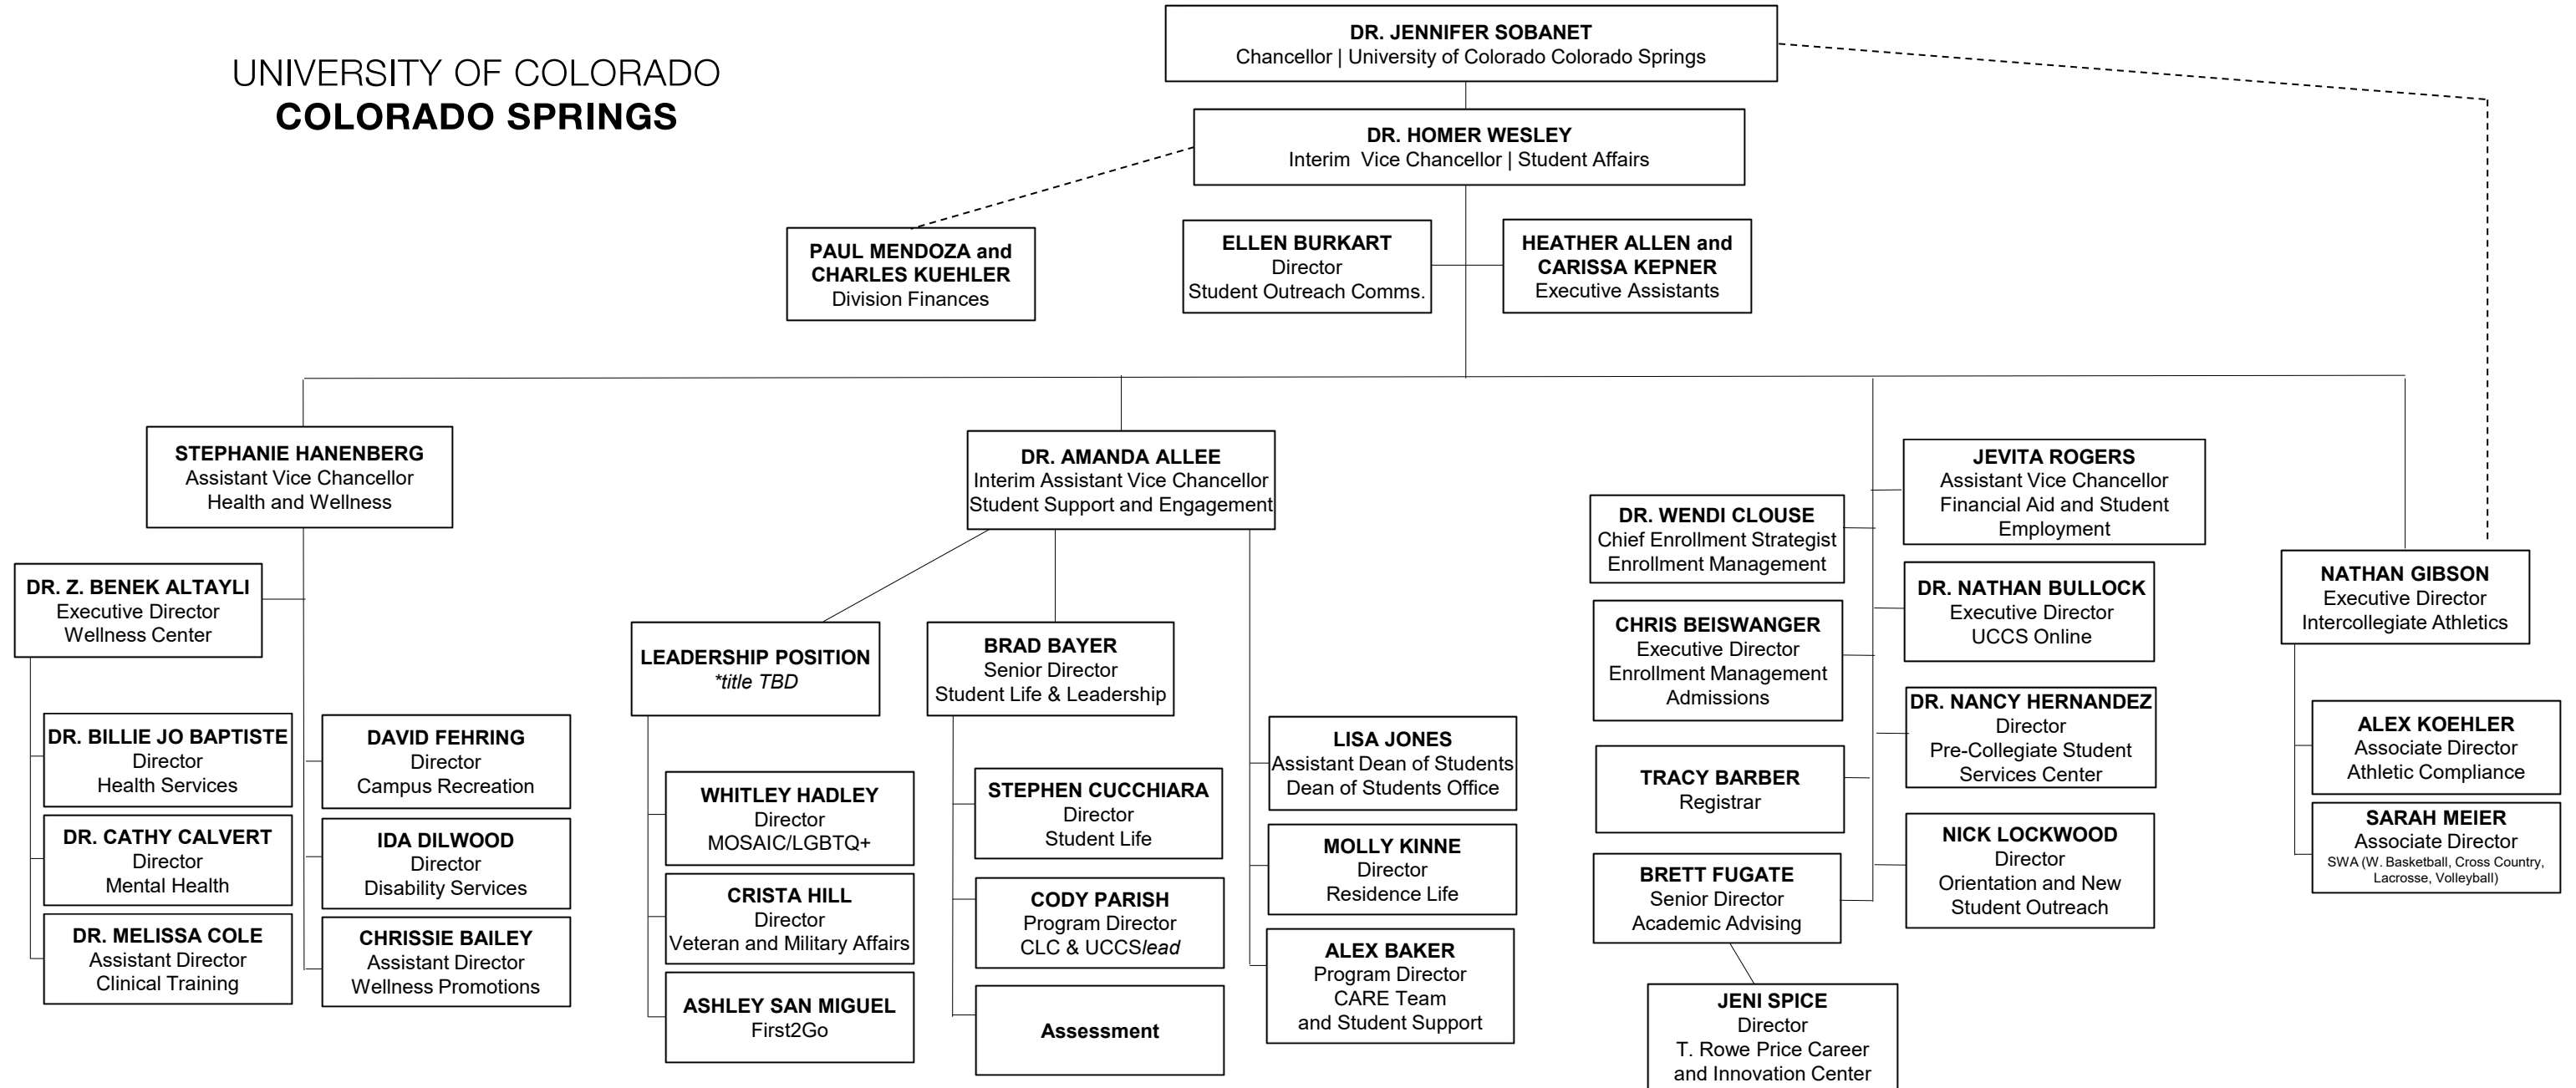 UNIVERSITY OF COLORADO
COLORADO SPRINGS
DR. JENNIFER SOBANET
Chancellor | University of Colorado Colorado Springs
DR. HOMER WESLEY
Interim  Vice Chancellor | Student Affairs
PAUL MENDOZA and
CHARLES KUEHLER
Division Finances
ELLEN BURKART
Director
Student Outreach Comms.
HEATHER ALLEN and
CARISSA KEPNER
Executive Assistants
STEPHANIE HANENBERG
Assistant Vice Chancellor
Health and Wellness
DR. Z. BENEK ALTAYLI
Executive Director
Wellness Center
DR. BILLIE JO BAPTISTE
Director
Health Services
DR. CATHY CALVERT
Director
Mental Health
DR. MELISSA COLE
Assistant Director
Clinical Training
DAVID FEHRING
Director
Campus Recreation
IDA DILWOOD
Director
Disability Services
CHRISSIE BAILEY
Assistant Director
Wellness Promotions
DR. AMANDA ALLEE
Interim Assistant Vice Chancellor
Student Support and Engagement
LEADERSHIP POSITION
*title TBD
WHITLEY HADLEY
Director
MOSAIC/LGBTQ+
CRISTA HILL
Director
Veteran and Military Affairs
ASHLEY SAN MIGUEL
First2Go
BRAD BAYER
Senior Director
Student Life & Leadership
STEPHEN CUCCHIARA
Director
Student Life
CODY PARISH
Program Director
CLC & UCCSlead
Assessment
LISA JONES
Assistant Dean of Students
Dean of Students Office
MOLLY KINNE
Director
Residence Life
ALEX BAKER
Program Director
CARE Team
and Student Support
DR. WENDI CLOUSE
Chief Enrollment Strategist
Enrollment Management
CHRIS BEISWANGER
Executive Director
Enrollment Management
Admissions
TRACY BARBER
Registrar
BRETT FUGATE
Senior Director
Academic Advising
JENI SPICE
Director
T. Rowe Price Career
and Innovation Center
JEVITA ROGERS
Assistant Vice Chancellor
Financial Aid and Student
Employment
DR. NATHAN BULLOCK
Executive Director
UCCS Online
DR. NANCY HERNANDEZ
Director
Pre-Collegiate Student
Services Center
NICK LOCKWOOD
Director
Orientation and New
Student Outreach
NATHAN GIBSON
Executive Director
Intercollegiate Athletics
ALEX KOEHLER
Associate Director
Athletic Compliance
SARAH MEIER
Associate Director
SWA (W. Basketball, Cross Country,
Lacrosse, Volleyball)